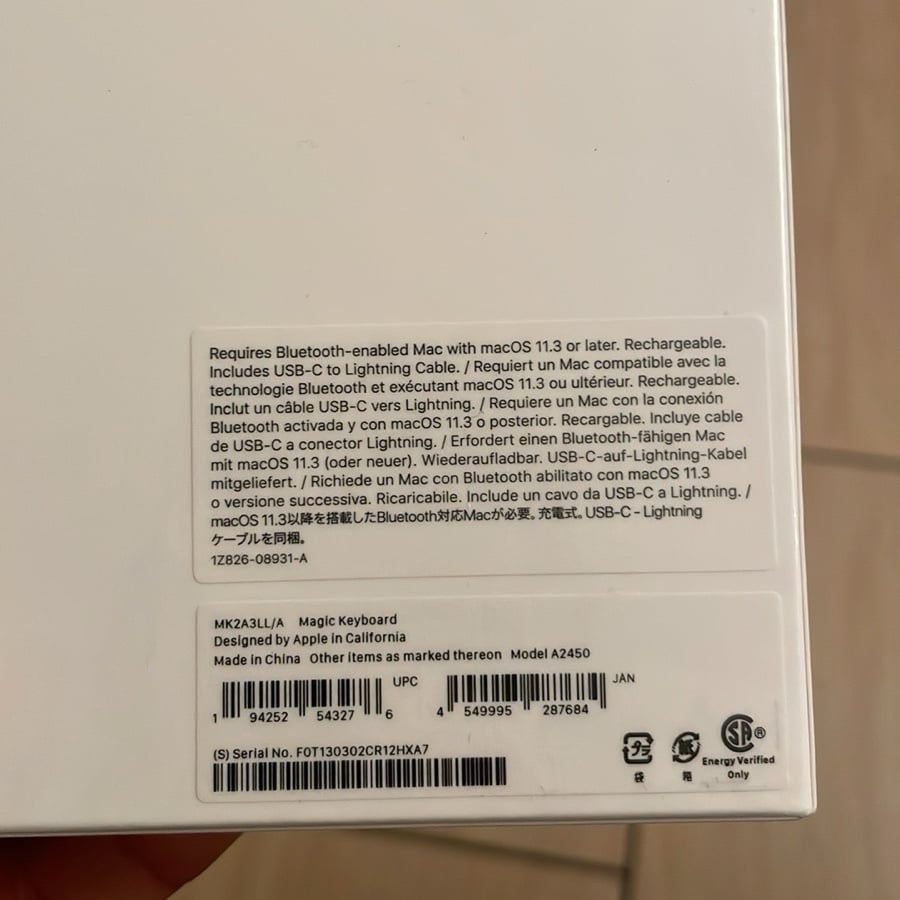 Requires Bluetooth-enabled Mac with macOS 11.3 or later. Rechargeable.
Includes USB-C to Lightning Cable. / Requiert un Mac compatible avec la
technologie Bluetooth et exécutant macOS 11.3 ou ultérieur. Rechargeable.
Inclut un câble USB-C vers Lightning. / Requiere un Mac con la conexión
Bluetooth activada y con macOS 11.3 o posterior. Recargable. Incluye cable
de USB-C a conector Lightning. / Erfordert einen Bluetooth-fähigen Mac
mit macOS 11.3 (oder neuer). Wiederaufladbar. USB-C-auf-Lightning-Kabel
mitgeliefert. / Richiede un Mac con Bluetooth abilitato con macOS 11.3
o versione successiva. Ricaricabile. Include un cavo da USB-C a Lightning. /
macOS 11.3以降を搭載したBluetooth対応Macが必要。充電式。USB-C – Lightning
ケーブルを同梱。
1Z826-08931-A
MK2A3LL/A Magic Keyboard
Designed by Apple in California
Made in China Other items as marked thereon Model A2450
UPC
1 94252 54327 6
JAN
4 549995 287684
(S) Serial No. F0T130302CR12HXA7
プラ
袋
紙
箱
SA®
Energy Verified
Only